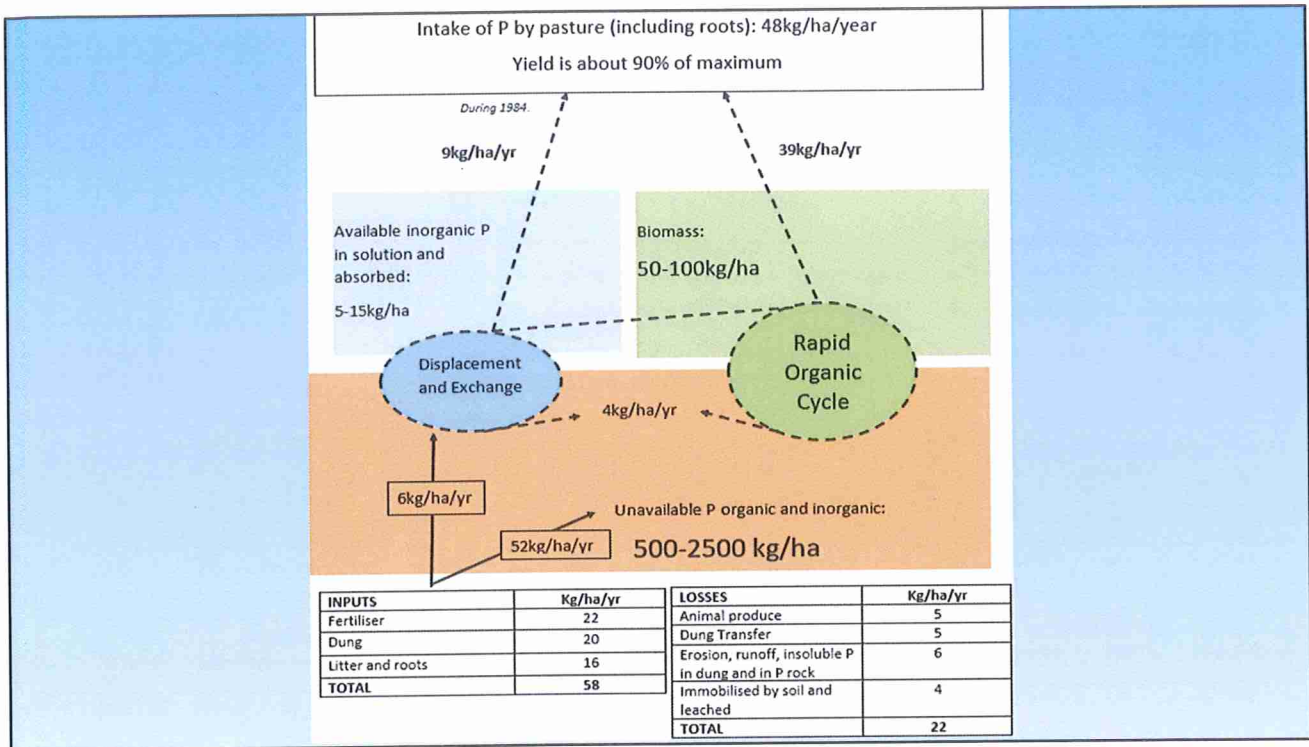 Intake of P by pasture (including roots): 48kg/ha/year
Yield is about 90% of maximum
During 1984.
9kg/ha/yr
39kg/ha/yr
Available inorganic P
in solution and
absorbed:
5-15kg/ha
Biomass:
50-100kg/ha
Displacement
and Exchange
Rapid
Organic
Cycle
4kg/ha/yr
6kg/ha/yr
52kg/ha/yr
Unavailable P organic and inorganic:
500-2500 kg/ha
INPUTS Kg/ha/yr
Fertiliser 22
Dung 20
Litter and roots 16
TOTAL 58
LOSSES Kg/ha/yr
Animal produce 5
Dung Transfer 5
Erosion, runoff, insoluble P 6
in dung and in P rock
Immobilised by soil and 4
leached
TOTAL 22